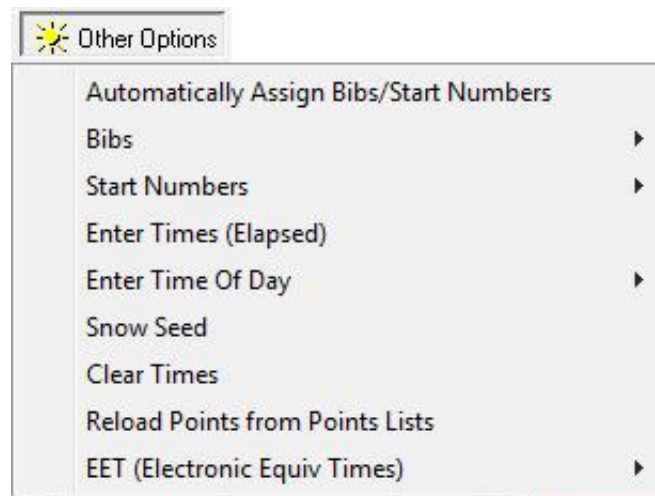 Other Options
Automatically Assign Bibs/Start Numbers
Bibs
Start Numbers
Enter Times (Elapsed)
Enter Time Of Day
Snow Seed
Clear Times
Reload Points from Points Lists
EET (Electronic Equiv Times)